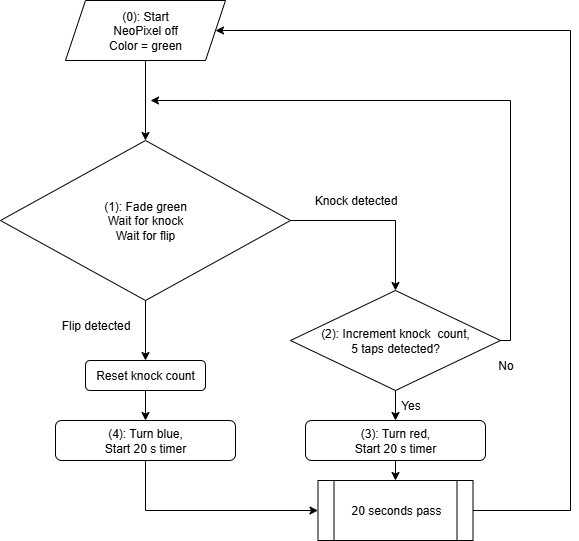 (0): Start
NeoPixel off
Color = green
(1): Fade green
Wait for knock
Wait for flip
Knock detected
Flip detected
(2): Increment knock count,
5 taps detected?
No
Reset knock count
Yes
(4): Turn blue,
Start 20 s timer
(3): Turn red,
Start 20 s timer
20 seconds pass